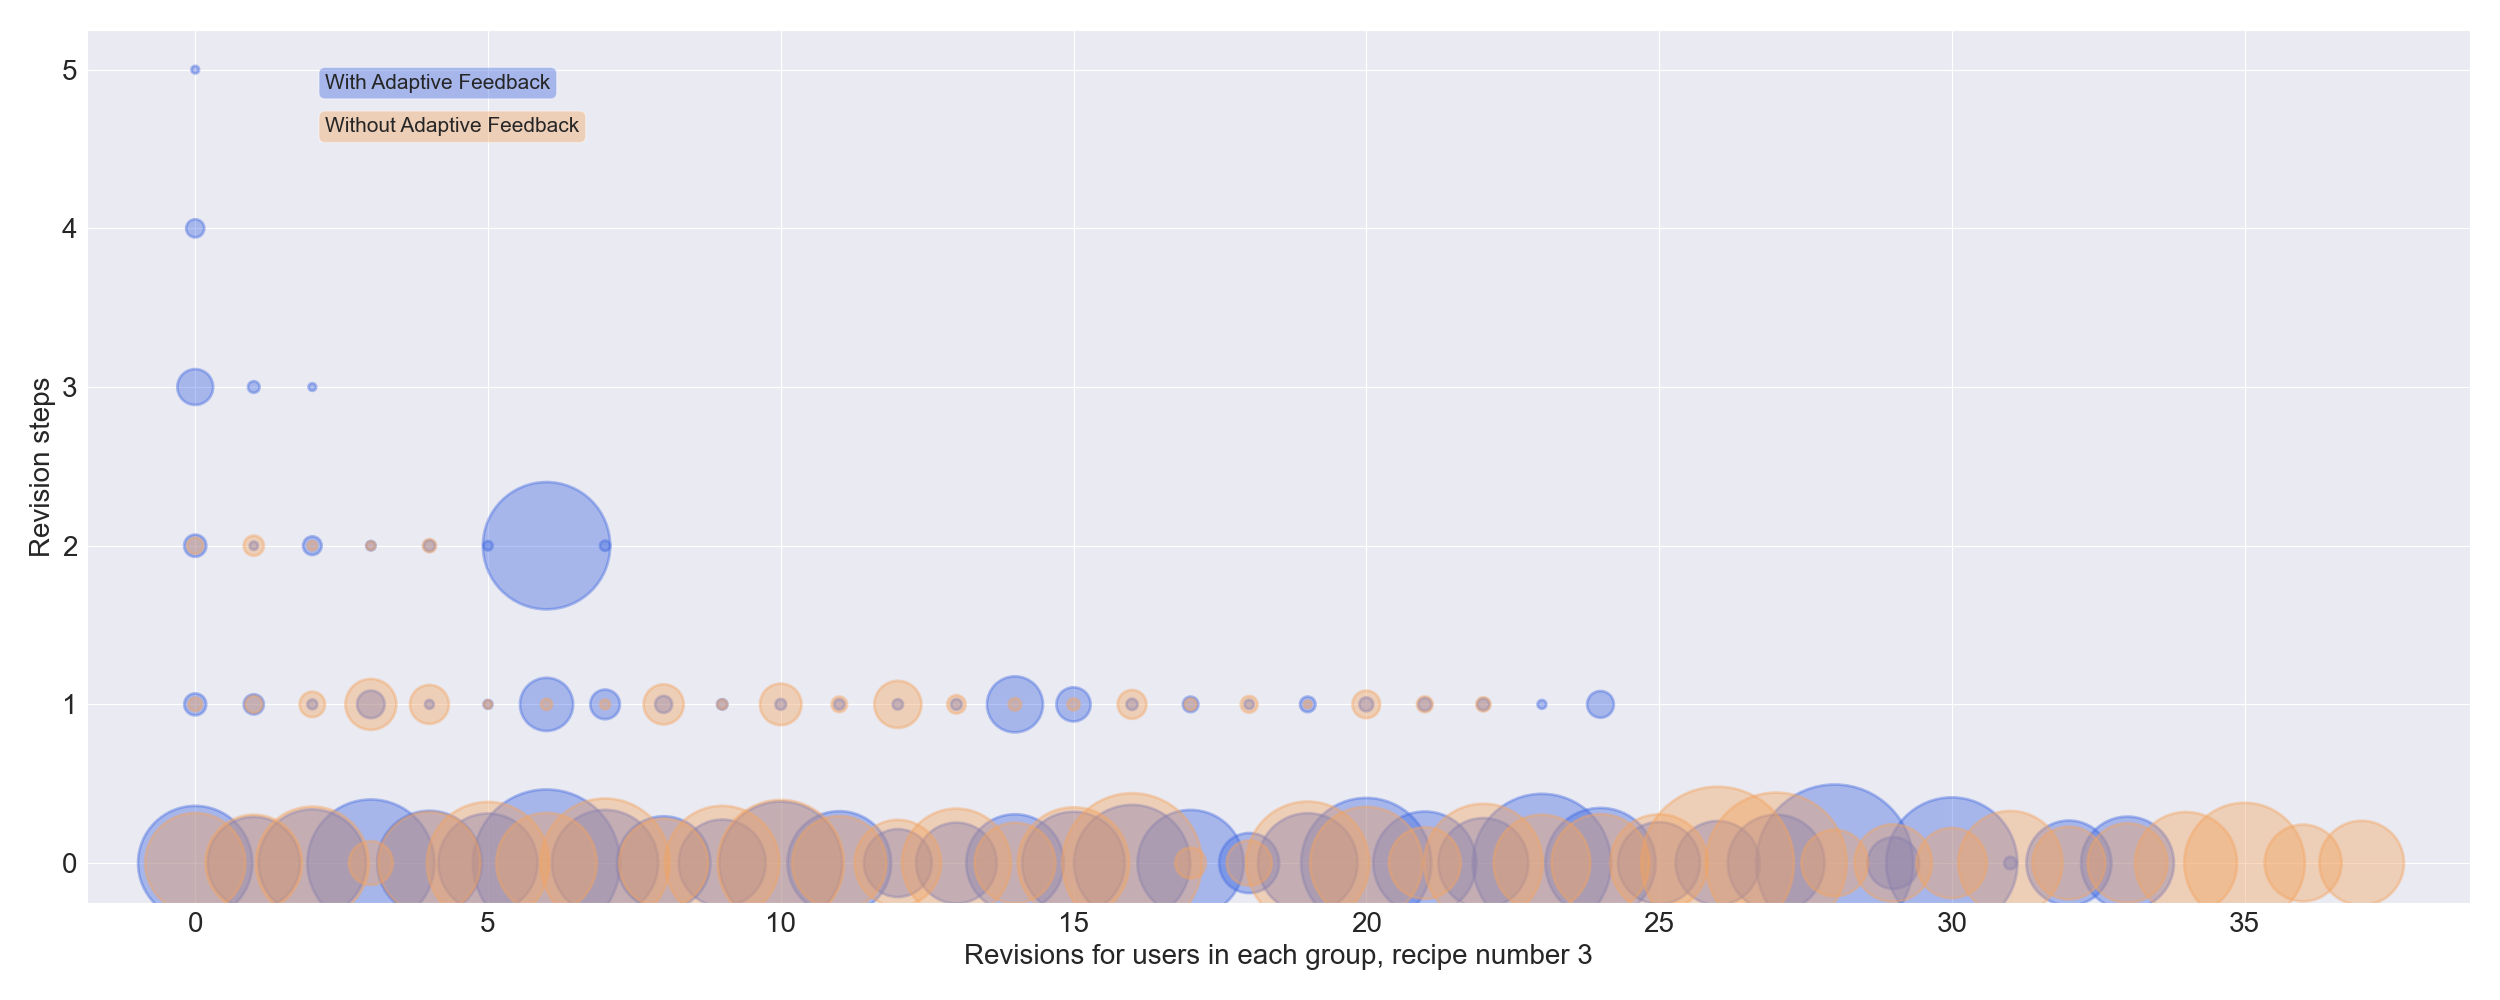 5
With Adaptive Feedback
Without Adaptive Feedback
4
3
2
1
0
Revision steps
0 5 10 15 20 25 30 35
Revisions for users in each group, recipe number 3